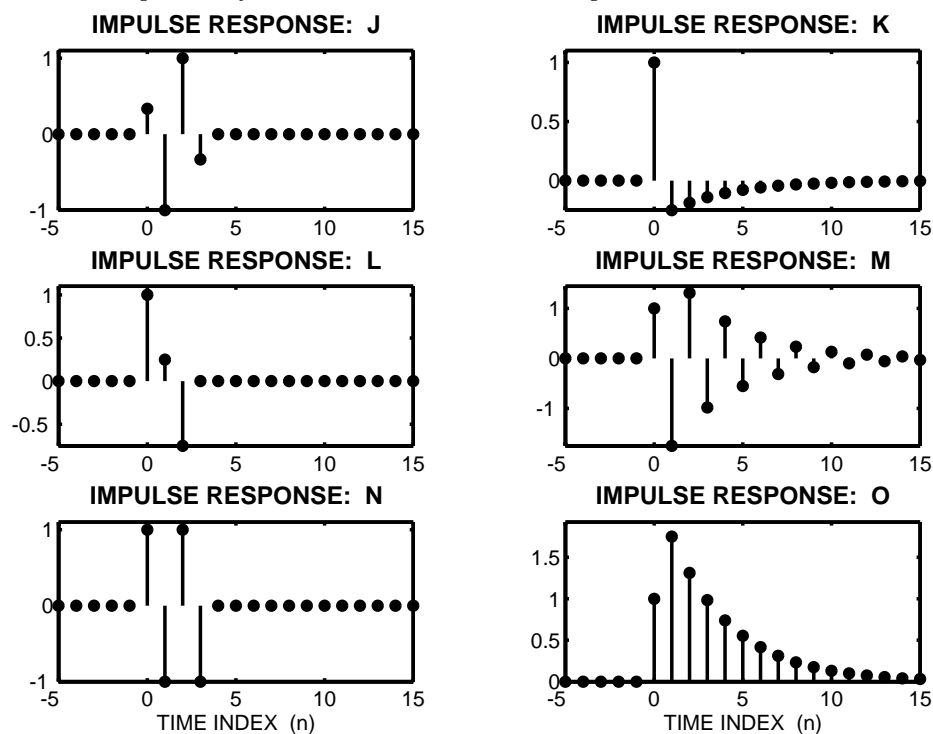 IMPULSE RESPONSE: J
1
0
-1
-5 0 5 10 15
IMPULSE RESPONSE: K
1
0.5
0
-5 0 5 10 15
IMPULSE RESPONSE: L
1
0.5
0
-0.5
-5 0 5 10 15
IMPULSE RESPONSE: M
1
0
-1
-5 0 5 10 15
IMPULSE RESPONSE: N
1
0
-1
-5 0 5 10 15
TIME INDEX (n)
IMPULSE RESPONSE: O
1.5
1
0.5
0
-5 0 5 10 15
TIME INDEX (n)